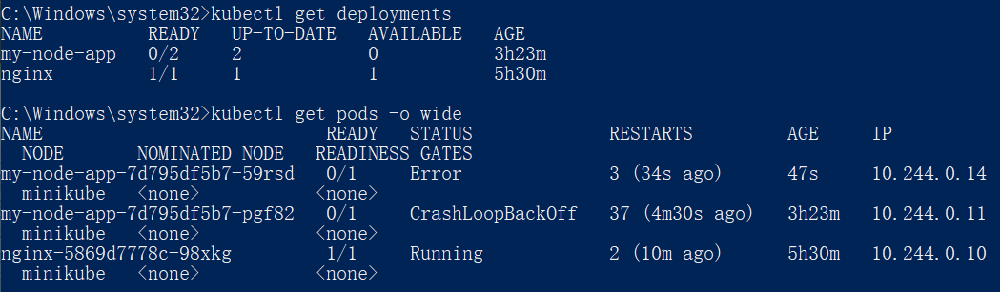 C:\Windows\system32>kubectl get deployments
NAME          READY   UP-TO-DATE   AVAILABLE   AGE
my-node-app   0/2     2            0           3h23m
nginx         1/1     1            1           5h30m
C:\Windows\system32>kubectl get pods -o wide
NAME                           READY   STATUS             RESTARTS         AGE     IP
  NODE       NOMINATED NODE   READINESS GATES
my-node-app-7d795df5b7-59rsd   0/1     Error              3 (34s ago)      47s     10.244.0.14
  minikube   <none>           <none>
my-node-app-7d795df5b7-pgf82   0/1     CrashLoopBackOff   37 (4m30s ago)   3h23m   10.244.0.11
  minikube   <none>           <none>
nginx-5869d7778c-98xkg         1/1     Running            2 (10m ago)      5h30m   10.244.0.10
  minikube   <none>           <none>